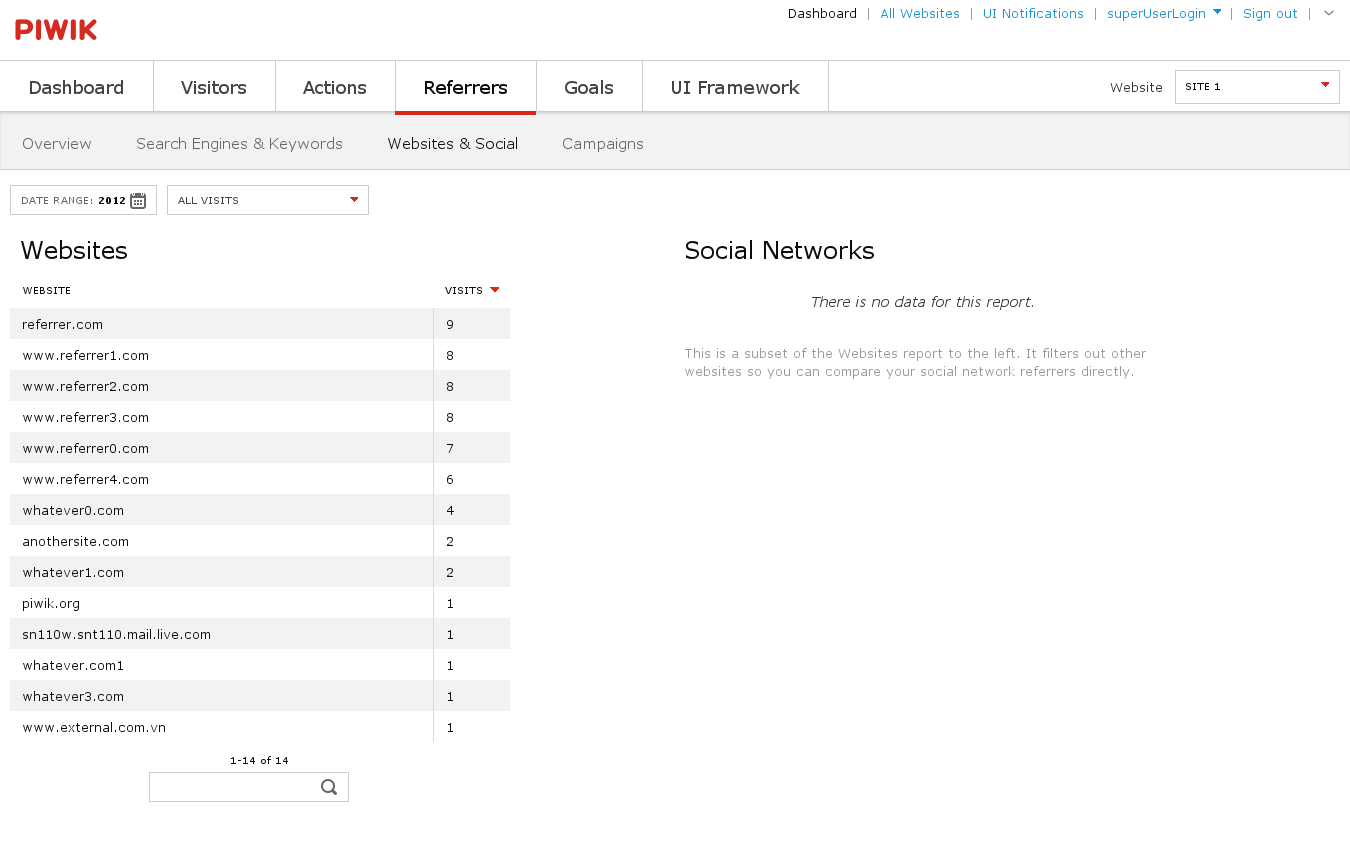 PIWIK
Dashboard | All Websites | UI Notifications | superUserLogin | Sign out |
Dashboard Visitors Actions Referrers Goals UI Framework Website SITE 1
Overview Search Engines & Keywords Websites & Social Campaigns
DATE RANGE: 2012 ALL VISITS
Websites
WEBSITE VISITS
referrer.com 9
www.referrer1.com 8
www.referrer2.com 8
www.referrer3.com 8
www.referrer0.com 7
www.referrer4.com 6
whatever0.com 4
anothersite.com 2
whatever1.com 2
piwik.org 1
sn110w.snt110.mail.live.com 1
whatever.com1 1
whatever3.com 1
www.external.com.vn 1
1-14 of 14
Social Networks
There is no data for this report.
This is a subset of the Websites report to the left. It filters out other
websites so you can compare your social network referrers directly.